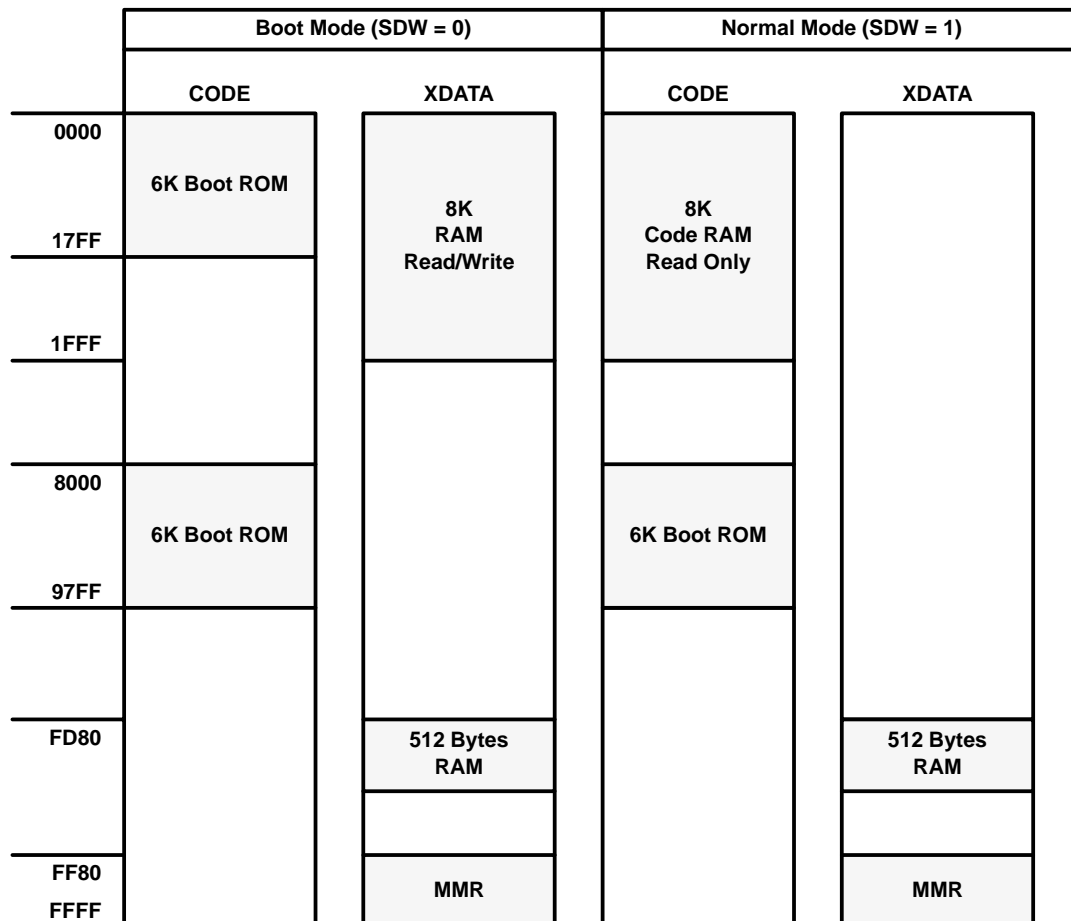 Boot Mode (SDW = 0) Normal Mode (SDW = 1)
CODE XDATA CODE XDATA
0000
6K Boot ROM
17FF
8K
RAM
Read/Write
8K
Code RAM
Read Only
1FFF
8000
6K Boot ROM 6K Boot ROM
97FF
FD80
512 Bytes
RAM
512 Bytes
RAM
FF80
MMR MMR
FFFF